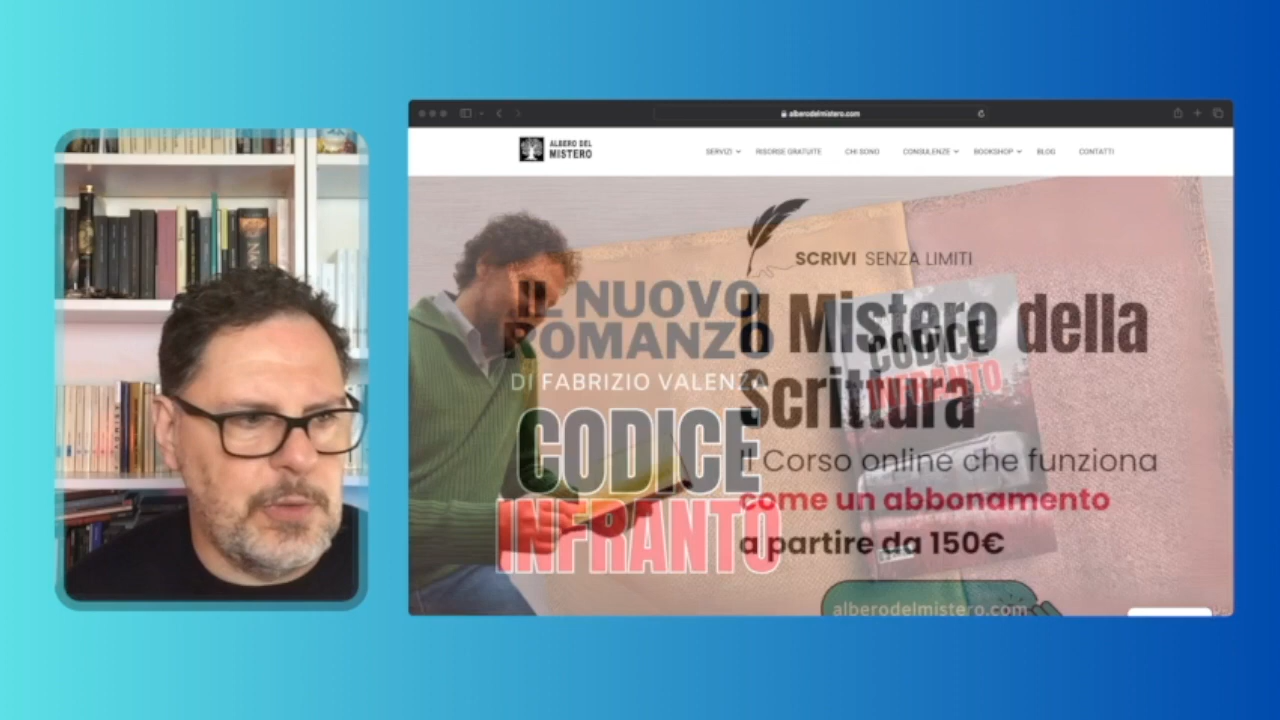 alberodelmistero.com
ALBERO DEL
MISTERO
SERVIZI
RISORSE GRATUITE
CHI SONO
CONSULENZE
BOOKSHOP
BLOG
CONTATTI
SCRIVI SENZA LIMITI
IL NUOVO
ROMANZO
DI FABRIZIO VALENZA
CODICE
INFRANTO
Il Mistero della
Scrittura
Il Corso online che funziona
come un abbonamento
a partire da 150€
CODICE
INFRANTO
alberodelmistero.com